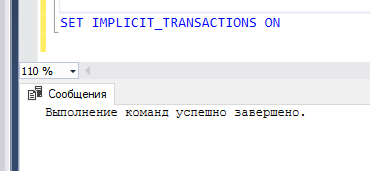 SET IMPLICIT_TRANSACTIONS ON
110 %
Сообщения
Выполнение команд успешно завершено.